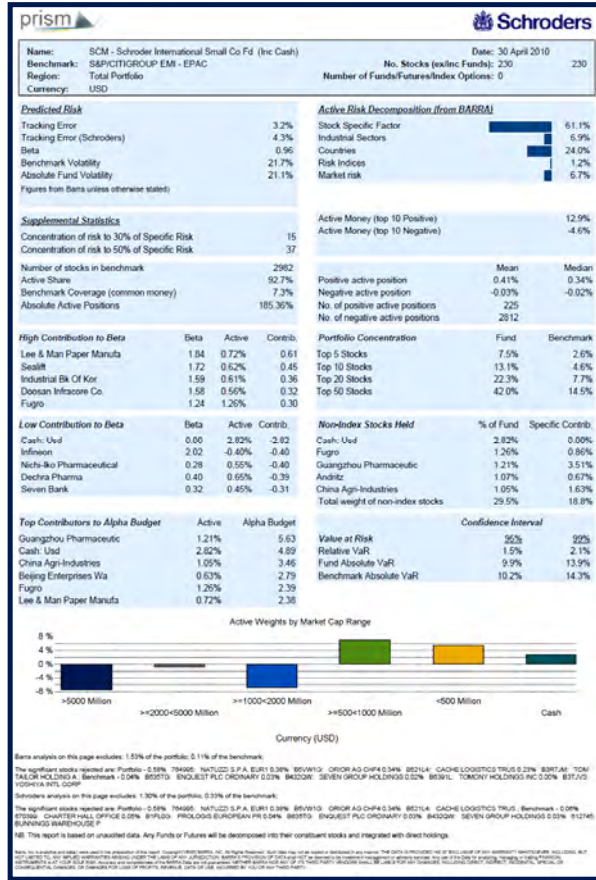 prism
Schroders
Name: SCM - Schroder International Small Co Fd (Inc Cash) Date: 30 April 2010
Benchmark: S&P/CITIGROUP EMI - EPAC No. Stocks (ex/inc Funds): 230 230
Region: Total Portfolio Number of Funds/Futures/Index Options: 0
Currency: USD
Predicted Risk
Tracking Error 3.2%
Tracking Error (Schroders) 4.3%
Beta 0.96
Benchmark Volatility 21.7%
Absolute Fund Volatility 21.1%
Figures from Barra unless otherwise stated)
Active Risk Decomposition (from BARRA)
Stock Specific Factor 61.1%
Industrial Sectors 6.9%
Countries 24.0%
Risk Indices 1.2%
Market risk 6.7%
Supplemental Statistics
Concentration of risk to 30% of Specific Risk 15
Concentration of risk to 50% of Specific Risk 37
Active Money (top 10 Positive) 12.9%
Active Money (top 10 Negative) -4.6%
Number of stocks in benchmark 2982
Active Share 92.7%
Benchmark Coverage (common money) 7.3%
Absolute Active Positions 185.36%
Mean Median
Positive active position 0.41% 0.34%
Negative active position -0.03% -0.02%
No. of positive active positions 225
No. of negative active positions 2812
High Contribution to Beta Beta Active Contrib.
Lee & Man Paper Manufa 1.84 0.72% 0.61
Sealift 1.72 0.62% 0.45
Industrial Bk Of Kor 1.59 0.61% 0.36
Doosan Infracore Co. 1.58 0.56% 0.32
Fugro 1.24 1.26% 0.30
Portfolio Concentration Fund Benchmark
Top 5 Stocks 7.5% 2.6%
Top 10 Stocks 13.1% 4.6%
Top 20 Stocks 22.3% 7.7%
Top 50 Stocks 42.0% 14.5%
Low Contribution to Beta Beta Active Contrib.
Cash: Usd 0.00 2.82% -2.82
Infineon 2.02 -0.40% -0.40
Nichi-Iko Pharmaceutical 0.28 0.55% -0.40
Dechra Pharma 0.40 0.65% -0.39
Seven Bank 0.32 0.45% -0.31
Non-Index Stocks Held % of Fund Specific Contrib.
Cash: Usd 2.82% 0.00%
Fugro 1.26% 0.86%
Guangzhou Pharmaceutic 1.21% 3.51%
Andritz 1.07% 0.67%
China Agri-Industries 1.05% 1.63%
Total weight of non-index stocks 29.5% 18.8%
Top Contributors to Alpha Budget Active Alpha Budget
Guangzhou Pharmaceutic 1.21% 5.63
Cash: Usd 2.82% 4.89
China Agri-Industries 1.05% 3.46
Beijing Enterprises Wa 0.63% 2.79
Fugro 1.26% 2.39
Lee & Man Paper Manufa 0.72% 2.38
Confidence Interval
Value at Risk 95% 99%
Relative VaR 1.5% 2.1%
Fund Absolute VaR 9.9% 13.9%
Benchmark Absolute VaR 10.2% 14.3%
Active Weights by Market Cap Range
8 %
4 %
0 %
-4 %
-8 %
>5000 Million >=1000<2000 Million <500 Million
>=2000<5000 Million >=500<1000 Million Cash
Currency (USD)
Barra analysis on this page excludes: 1.53% of the portfolio; 0.11% of the benchmark.
Schroders analysis on this page excludes: 1.30% of the portfolio, 0.33% of the benchmark.
NB. This report is based on unaudited data. Any Funds or Futures will be decomposed into their constituent stocks and integrated with direct holdings.